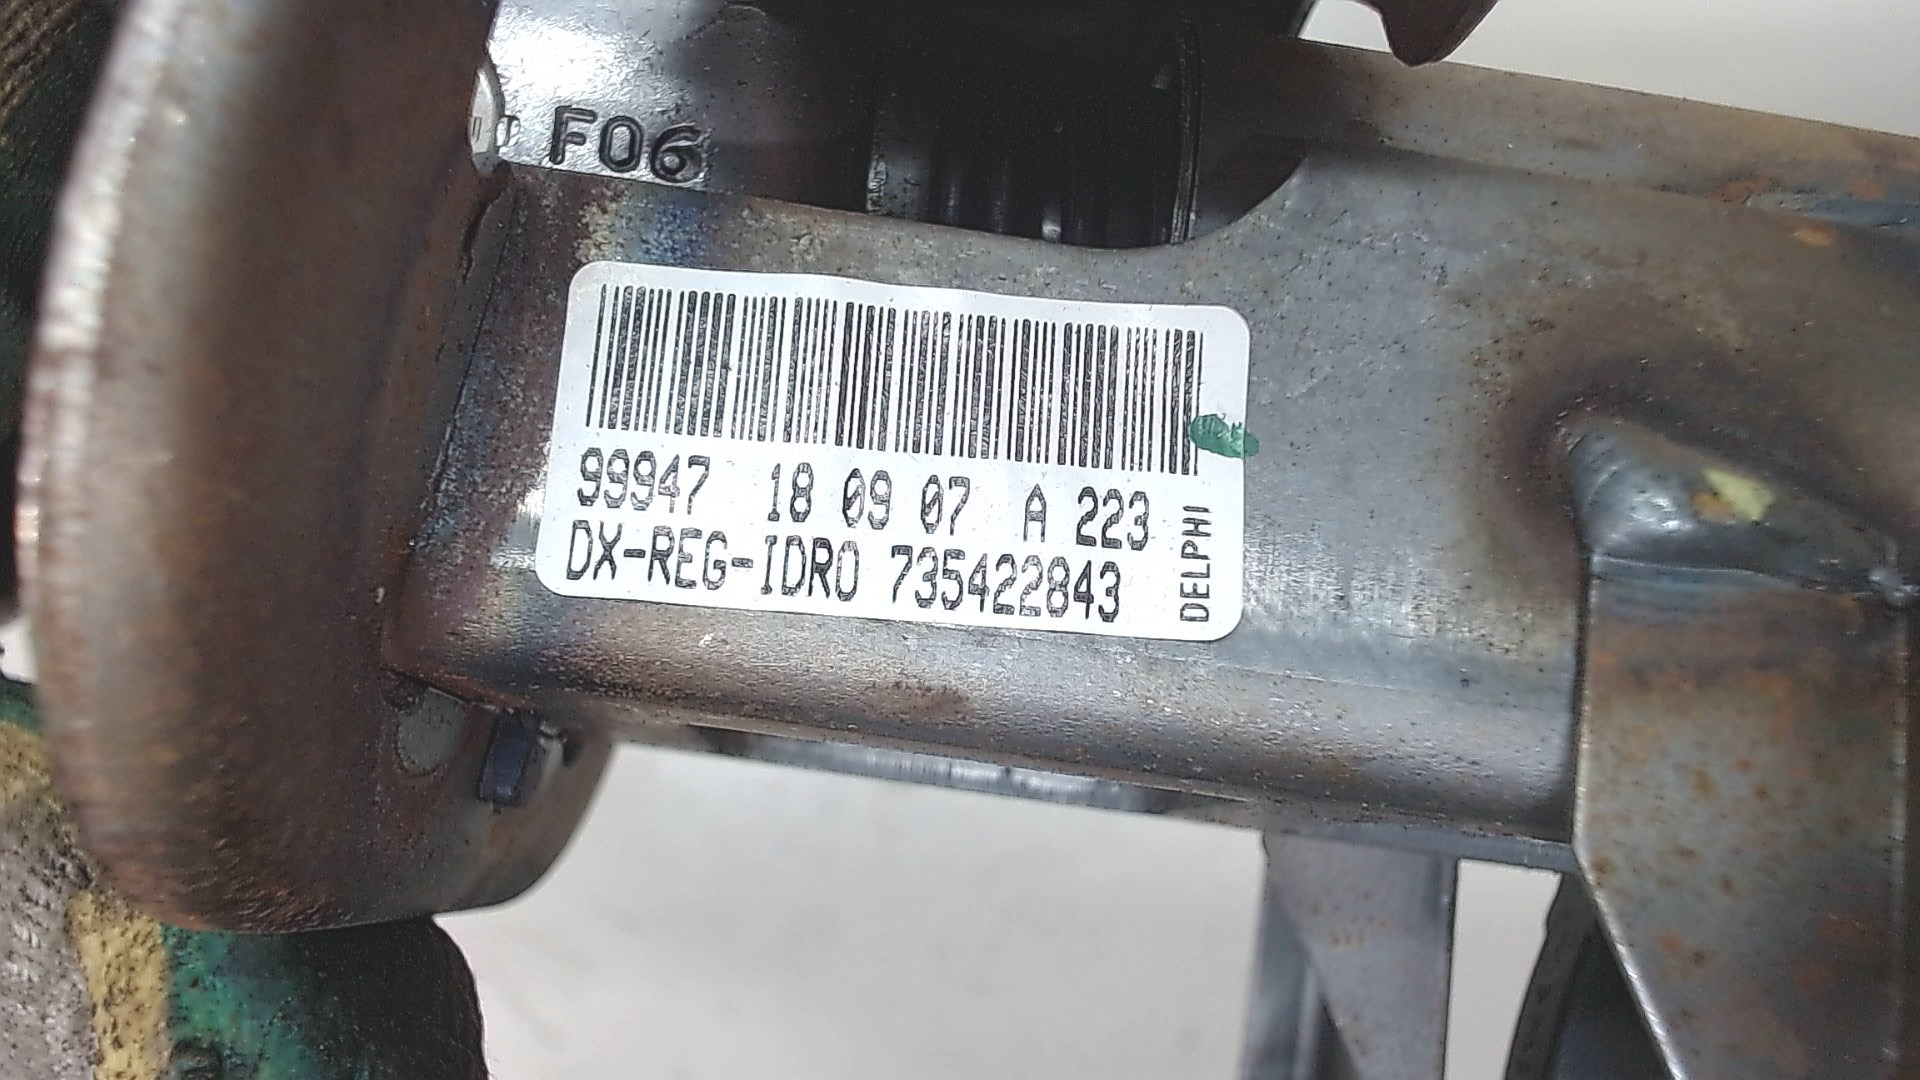 F06
99947 18 09 07 A 223
DX-REG-IDRO 735422843
DELPHI